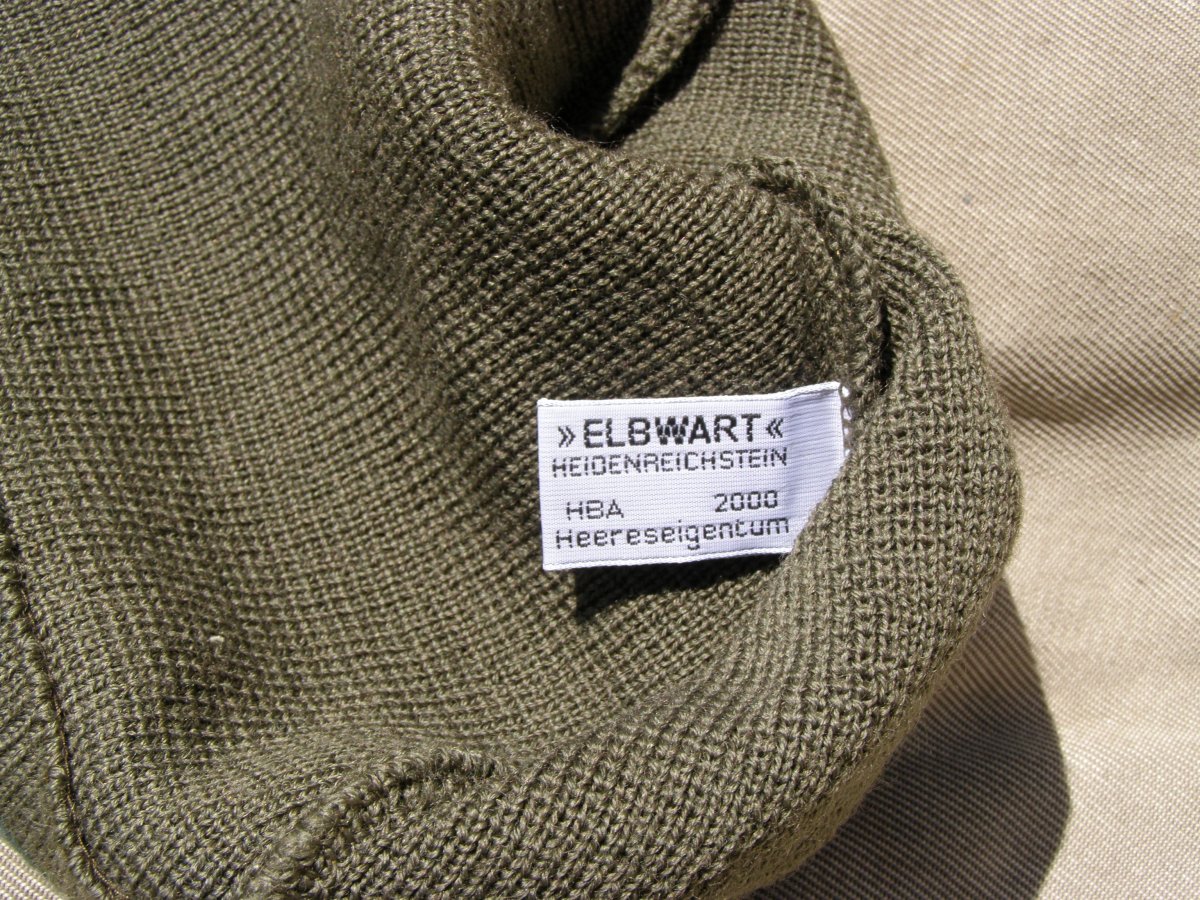 »ELBWART«
HEIDENREICHSTEIN
HBA 2000
Heereseigentum